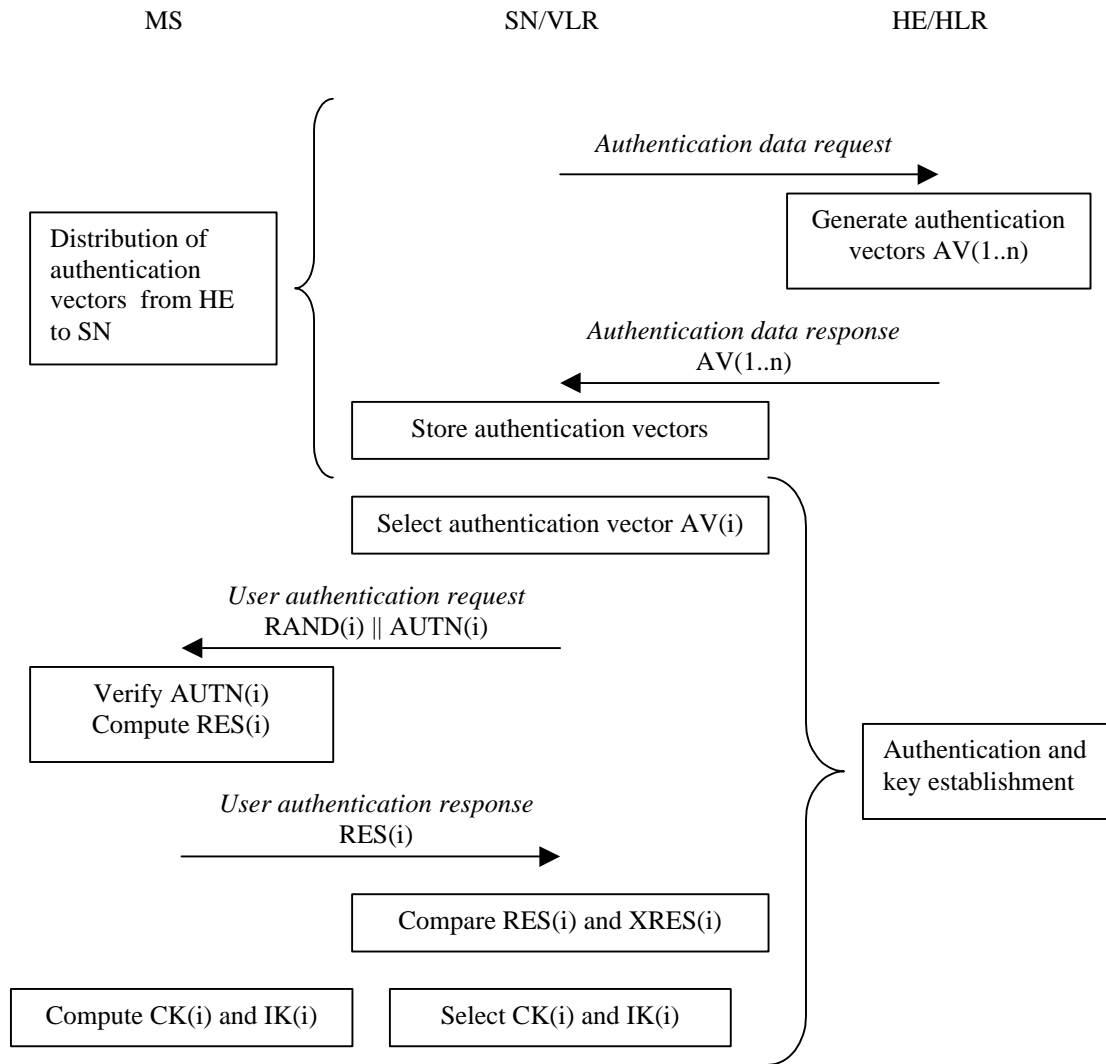 MS
SN/VLR
HE/HLR
Authentication data request
Generate authentication
vectors AV(1..n)
Distribution of
authentication
vectors from HE
to SN
Authentication data response
AV(1..n)
Store authentication vectors
Select authentication vector AV(i)
User authentication request
RAND(i) || AUTN(i)
Verify AUTN(i)
Compute RES(i)
Authentication and
key establishment
User authentication response
RES(i)
Compare RES(i) and XRES(i)
Compute CK(i) and IK(i)
Select CK(i) and IK(i)